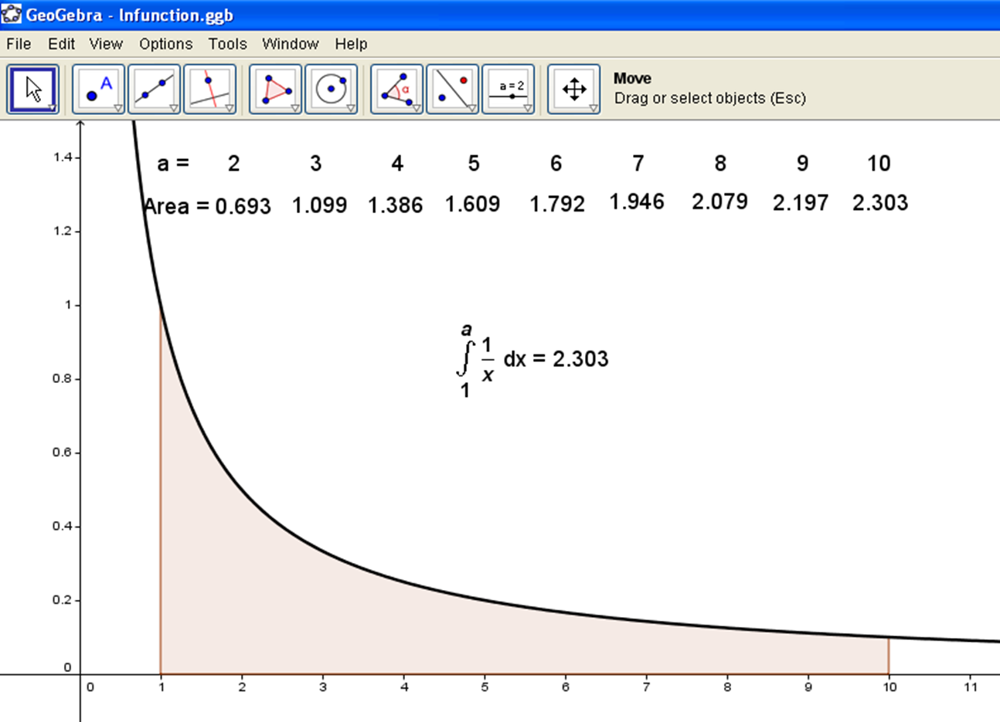 GeoGebra - lnfunction.ggb
File Edit View Options Tools Window Help
A
α
a = 2
Move
Drag or select objects (Esc)
a = 2 3 4 5 6 7 8 9 10
Area = 0.693 1.099 1.386 1.609 1.792 1.946 2.079 2.197 2.303
1.4
1.2
1
0.8
0.6
0.4
0.2
0
a
∫ 1/x dx = 2.303
1
0 1 2 3 4 5 6 7 8 9 10 11